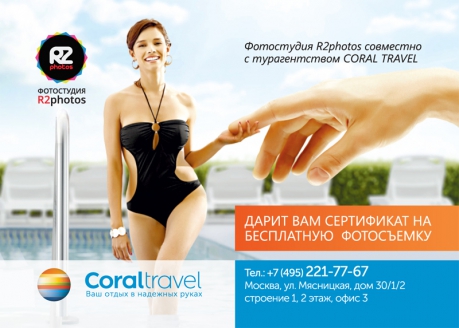 R2
photos
ФОТОСТУДИЯ
R2photos
Фотостудия R2photos совместно
с турагентством CORAL TRAVEL
ДАРИТ ВАМ СЕРТИФИКАТ НА
БЕСПЛАТНУЮ ФОТОСЪЕМКУ
Coraltravel
Ваш отдых в надежных руках
Тел.: +7 (495) 221-77-67
Москва, ул. Мясницкая, дом 30/1/2
строение 1, 2 этаж, офис 3